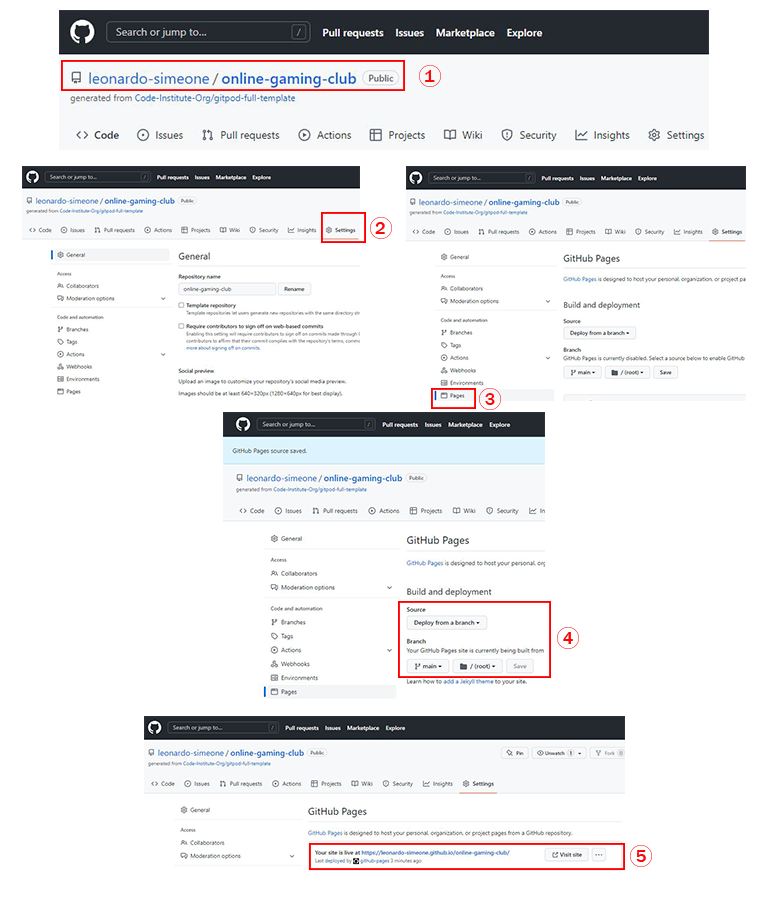 Search or jump to... / Pull requests Issues Marketplace Explore
leonardo-simeone / online-gaming-club Public 1
generated from Code-Institute-Org/gitpod-full-template
Code Issues Pull requests Actions Projects Wiki Security Insights Settings
Search or jump to... / Pull requests Issues Marketplace Explore
leonardo-simeone / online-gaming-club Public
generated from Code-Institute-Org/gitpod-full-template
Code Issues Pull requests Actions Projects Wiki Security Insights Settings 2
General
Access
Collaborators
Moderation options
Code and automation
Branches
Tags
Actions
Webhooks
Environments
Pages
General
Repository name
online-gaming-club Rename
Template repository
Template repositories let users generate new repositories with the same directory str
Require contributors to sign off on web-based commits
Enabling this setting will require contributors to sign off on commits made through G
contributors to affirm that their commit complies with the repository's terms, comm
more about signing off on commits.
Social preview
Upload an image to customize your repository's social media preview.
Images should be at least 640×320px (1280×640px for best display).
Search or jump to... / Pull requests Issues Marketplace Explore
leonardo-simeone / online-gaming-club Public
generated from Code-Institute-Org/gitpod-full-template
Code Issues Pull requests Actions Projects Wiki Security Insights Settings
General
Access
Collaborators
Moderation options
Code and automation
Branches
Tags
Actions
Webhooks
Environments
Pages 3
GitHub Pages
GitHub Pages is designed to host your personal, organization, or project pag
Build and deployment
Source
Deploy from a branch
Branch
GitHub Pages is currently disabled. Select a source below to enable GitHub
main / (root) Save
Search or jump to... / Pull requests Issues Marketplace Explore
GitHub Pages source saved.
leonardo-simeone / online-gaming-club Public
generated from Code-Institute-Org/gitpod-full-template
Code Issues Pull requests Actions Projects Wiki Security In
General
Access
Collaborators
Moderation options
Code and automation
Branches
Tags
Actions
Webhooks
Environments
Pages
GitHub Pages
GitHub Pages is designed to host your personal, org
Build and deployment
Source
Deploy from a branch
4
Branch
Your GitHub Pages site is currently being built from
main / (root) Save
Learn how to add a Jekyll theme to your site.
Search or jump to... / Pull requests Issues Marketplace Explore
leonardo-simeone / online-gaming-club Public Pin Unwatch 1 Fork 0
generated from Code-Institute-Org/gitpod-full-template
Code Issues Pull requests Actions Projects Wiki Security Insights Settings
General
Access
Collaborators
Moderation options
GitHub Pages
GitHub Pages is designed to host your personal, organization, or project pages from a GitHub repository.
Your site is live at https://leonardo-simeone.github.io/online-gaming-club/
Last deployed by github-pages 3 minutes ago
Visit site ... 5